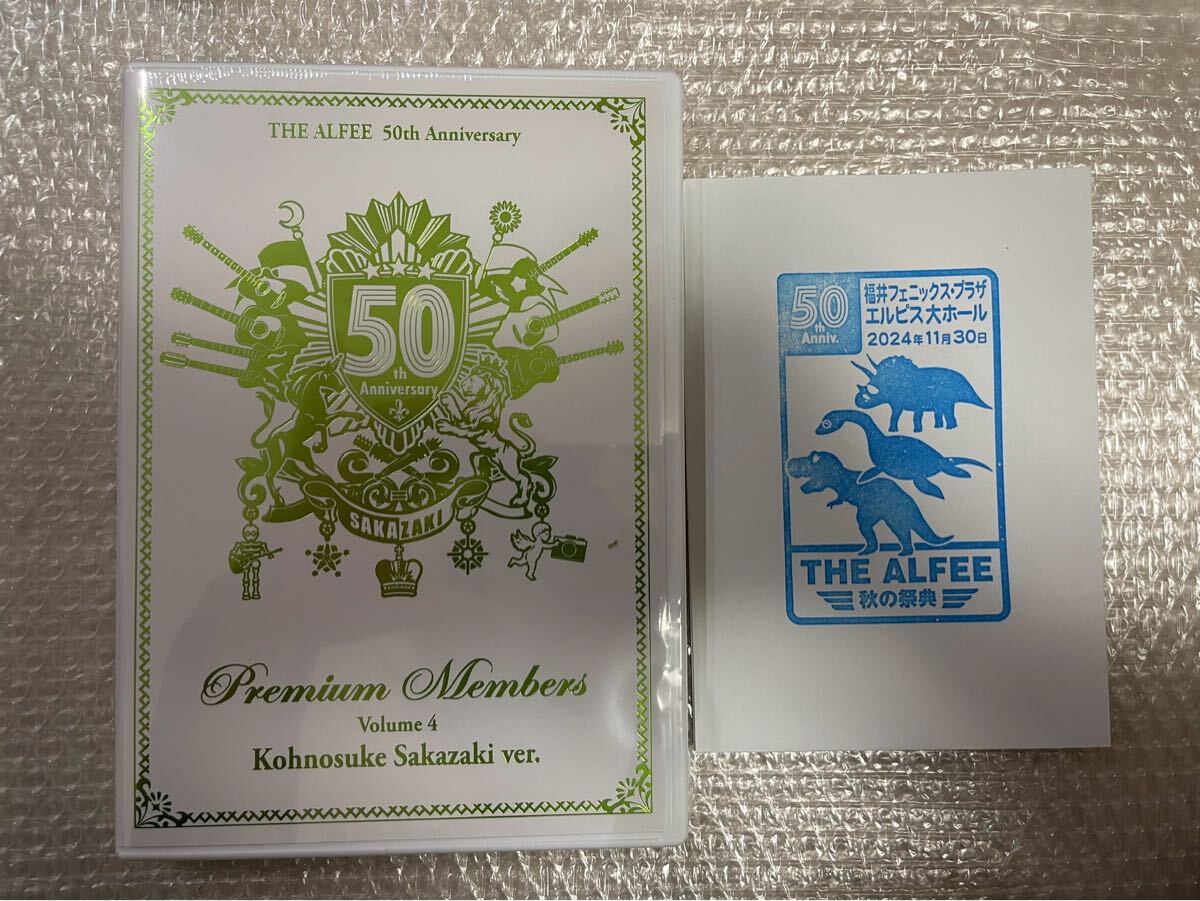 THE ALFEE 50th Anniversary
50
th
Anniversary
SAKAZAKI
Premium Members
Volume 4
Kohnosuke Sakazaki ver.
50
th
Anniv.
福井フェニックス・プラザ
エルピス大ホール
2024年11月30日
THE ALFEE
秋の祭典